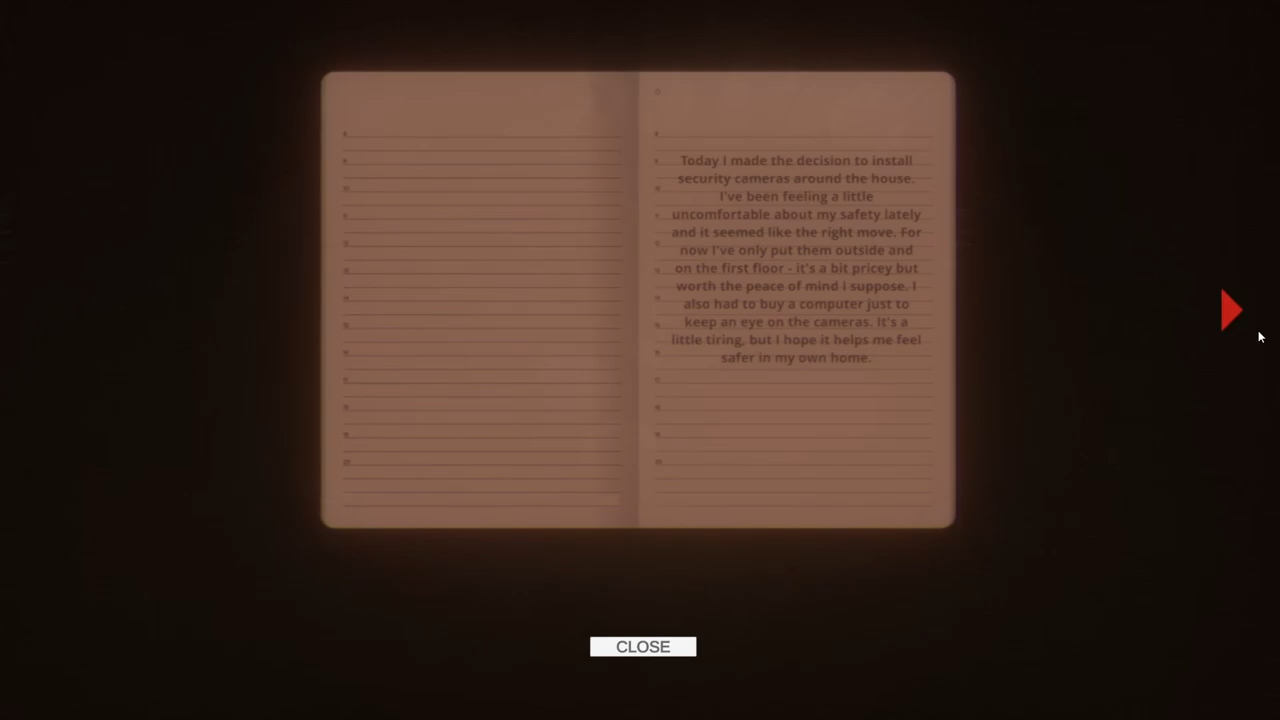 Today I made the decision to install
security cameras around the house.
I've been feeling a little
uncomfortable about my safety lately
and it seemed like the right move. For
now I've only put them outside and
on the first floor - it's a bit pricey but
worth the peace of mind I suppose. I
also had to buy a computer just to
keep an eye on the cameras. It's a
little tiring, but I hope it helps me feel
safer in my own home.
CLOSE